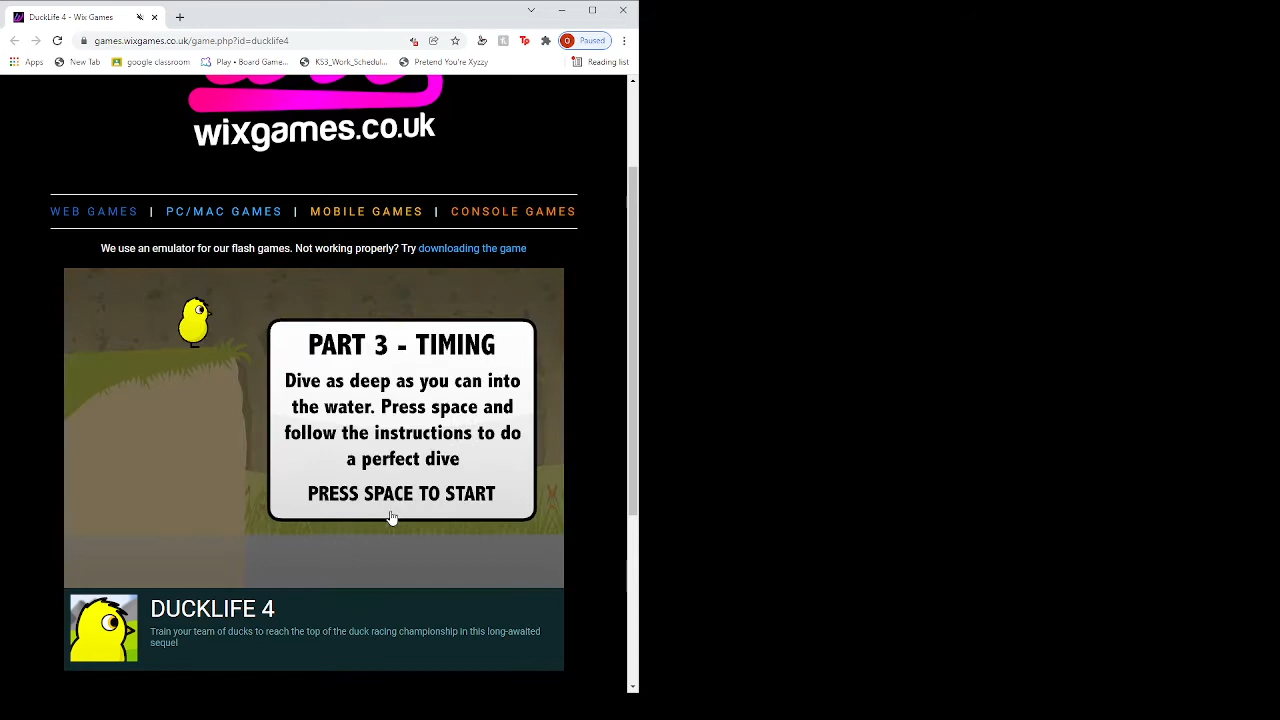 DuckLife 4 - Wix Games
games.wixgames.co.uk/game.php?id=ducklife4
Paused
Apps
New Tab
google classroom
Play • Board Game...
KS3_Work_Schedul...
Pretend You're Xyzzy
Reading list
wixgames.co.uk
WEB GAMES | PC/MAC GAMES | MOBILE GAMES | CONSOLE GAMES
We use an emulator for our flash games. Not working properly? Try downloading the game
PART 3 - TIMING
Dive as deep as you can into
the water. Press space and
follow the instructions to do
a perfect dive
PRESS SPACE TO START
DUCKLIFE 4
Train your team of ducks to reach the top of the duck racing championship in this long-awaited
sequel